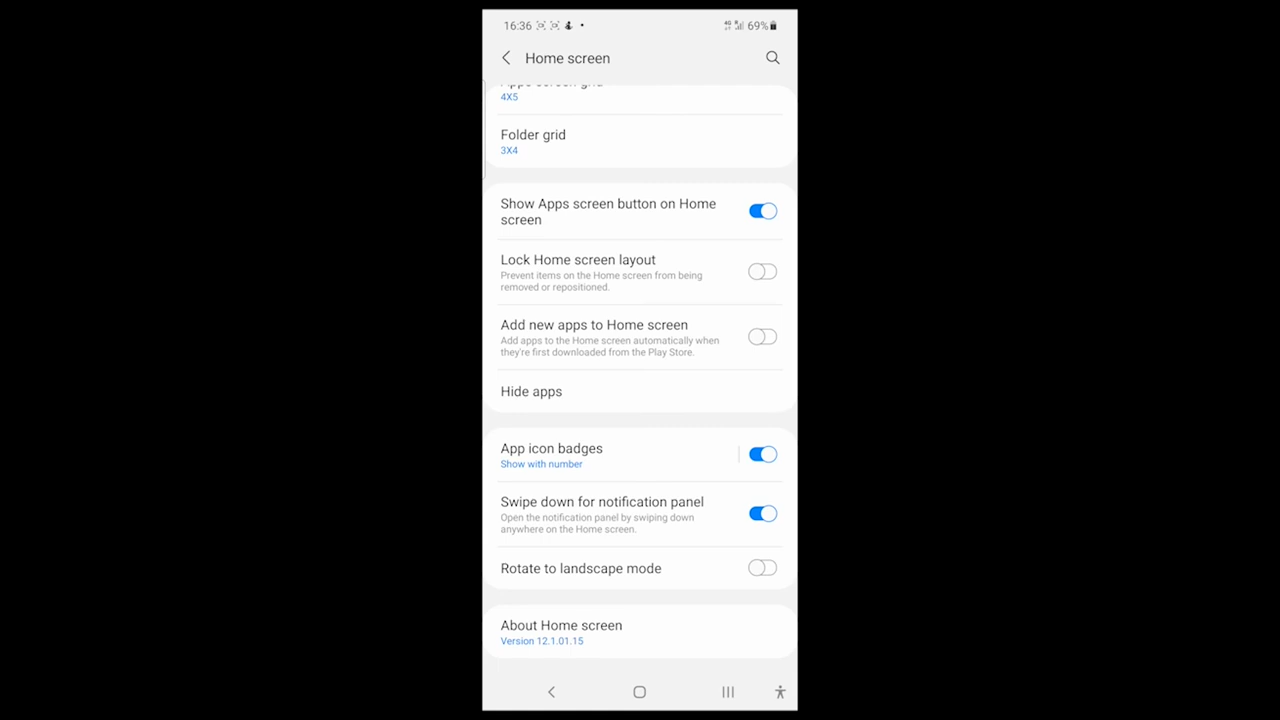 16:36
4G
69%
Home screen
Apps screen grid
4X5
Folder grid
3X4
Show Apps screen button on Home
screen
Lock Home screen layout
Prevent items on the Home screen from being
removed or repositioned.
Add new apps to Home screen
Add apps to the Home screen automatically when
they're first downloaded from the Play Store.
Hide apps
App icon badges
Show with number
Swipe down for notification panel
Open the notification panel by swiping down
anywhere on the Home screen.
Rotate to landscape mode
About Home screen
Version 12.1.01.15